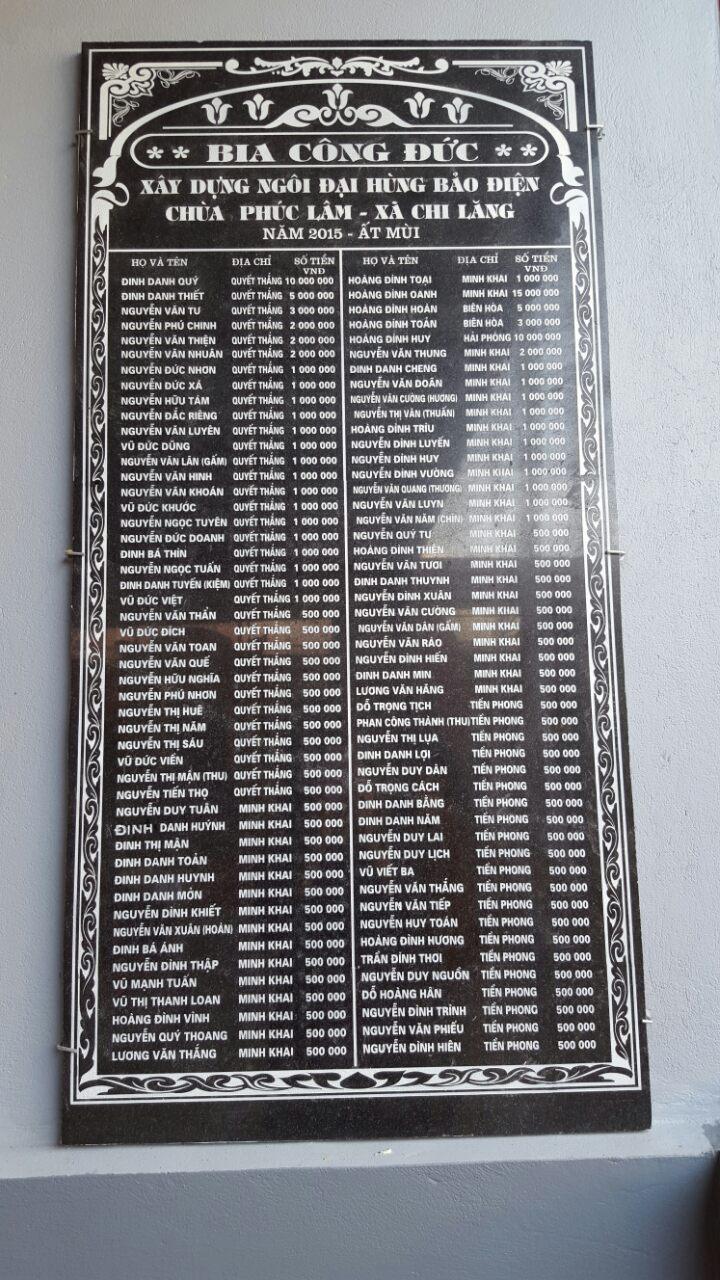 ** BIA CÔNG ĐỨC **
XÂY DỰNG NGÔI ĐẠI HÙNG BẢO ĐIỆN
CHÙA PHÚC LÂM - XÃ CHI LĂNG
NĂM 2015 - ẤT MÙI
HỌ VÀ TÊN ĐỊA CHỈ SỐ TIỀN VNĐ
ĐINH DANH QUÝ QUYẾT THẮNG 10 000 000
ĐINH DANH THIẾT QUYẾT THẮNG 5 000 000
NGUYỄN VĂN TƯ QUYẾT THẮNG 3 000 000
NGUYỄN PHÚ CHINH QUYẾT THẮNG 2 000 000
NGUYỄN VĂN THIỆN QUYẾT THẮNG 2 000 000
NGUYỄN VĂN NHUẬN QUYẾT THẮNG 2 000 000
NGUYỄN ĐỨC NHƠN QUYẾT THẮNG 1 000 000
NGUYỄN ĐỨC XÁ QUYẾT THẮNG 1 000 000
NGUYỄN HỮU TÁM QUYẾT THẮNG 1 000 000
NGUYỄN ĐẮC RIÊNG QUYẾT THẮNG 1 000 000
NGUYỄN VĂN LUYÊN QUYẾT THẮNG 1 000 000
VŨ ĐỨC DŨNG QUYẾT THẮNG 1 000 000
NGUYỄN VĂN LÂN (GẤM) QUYẾT THẮNG 1 000 000
NGUYỄN VĂN HINH QUYẾT THẮNG 1 000 000
NGUYỄN VĂN KHOÁN QUYẾT THẮNG 1 000 000
VŨ ĐỨC KHƯỚC QUYẾT THẮNG 1 000 000
NGUYỄN NGỌC TUYÊN QUYẾT THẮNG 1 000 000
NGUYỄN ĐỨC DOANH QUYẾT THẮNG 1 000 000
ĐINH BÁ THÌN QUYẾT THẮNG 1 000 000
NGUYỄN NGỌC TUẤN QUYẾT THẮNG 1 000 000
ĐINH DANH TUYẾN (KIỆM) QUYẾT THẮNG 1 000 000
VŨ ĐỨC VIỆT QUYẾT THẮNG 1 000 000
NGUYỄN VĂN THẨN QUYẾT THẮNG 500 000
VŨ ĐỨC ĐÍCH QUYẾT THẮNG 500 000
NGUYỄN VĂN TOAN QUYẾT THẮNG 500 000
NGUYỄN VĂN QUẾ QUYẾT THẮNG 500 000
NGUYỄN HỮU NGHĨA QUYẾT THẮNG 500 000
NGUYỄN PHÚ NHƠN QUYẾT THẮNG 500 000
NGUYỄN THỊ HUÊ QUYẾT THẮNG 500 000
NGUYỄN THỊ NĂM QUYẾT THẮNG 500 000
NGUYỄN THỊ SÁU QUYẾT THẮNG 500 000
VŨ ĐỨC VIÊN QUYẾT THẮNG 500 000
NGUYỄN THỊ MẬN (THU) QUYẾT THẮNG 500 000
NGUYỄN TIẾN THỌ QUYẾT THẮNG 500 000
NGUYỄN DUY TUÂN MINH KHAI 500 000
ĐINH DANH HUỲNH MINH KHAI 500 000
ĐINH THỊ MẬN MINH KHAI 500 000
ĐINH DANH TOÁN MINH KHAI 500 000
ĐINH DANH HUYNH MINH KHAI 500 000
ĐINH DANH MÓN MINH KHAI 500 000
NGUYỄN DÌNH KHIẾT MINH KHAI 500 000
NGUYỄN VĂN XUÂN (HOÀN) MINH KHAI 500 000
ĐINH BÁ ÁNH MINH KHAI 500 000
NGUYỄN ĐÌNH THẬP MINH KHAI 500 000
VŨ MẠNH TUẤN MINH KHAI 500 000
VŨ THỊ THANH LOAN MINH KHAI 500 000
HOÀNG ĐÌNH VỈNH MINH KHAI 500 000
NGUYỄN QUÝ THOANG MINH KHAI 500 000
LƯƠNG VĂN THẮNG MINH KHAI 500 000
HỌ VÀ TÊN ĐỊA CHỈ SỐ TIỀN VNĐ
HOÀNG ĐÌNH TOẠI MINH KHAI 1 000 000
HOÀNG ĐÌNH OANH MINH KHAI 15 000 000
HOÀNG ĐÌNH HOÀN BIÊN HÒA 5 000 000
HOÀNG ĐÌNH TOÁN BIÊN HÒA 3 000 000
HOÀNG ĐÌNH HUY HẢI PHÒNG 10 000 000
NGUYỄN VĂN THUNG MINH KHAI 2 000 000
ĐINH DANH CHENG MINH KHAI 1 000 000
NGUYỄN VĂN DOÃN MINH KHAI 1 000 000
NGUYỄN VĂN CƯỜNG (HƯƠNG) MINH KHAI 1 000 000
NGUYỄN THỊ VĂN (THUẤN) MINH KHAI 1 000 000
HOÀNG ĐÌNH TRÌU MINH KHAI 1 000 000
NGUYỄN ĐÌNH LUYẾN MINH KHAI 1 000 000
NGUYỄN ĐÌNH HUY MINH KHAI 1 000 000
NGUYỄN ĐÌNH VƯỢNG MINH KHAI 1 000 000
NGUYỄN VĂN QUANG (THƯƠNG) MINH KHAI 1 000 000
NGUYỄN VĂN LUYN MINH KHAI 1 000 000
NGUYỄN VĂN NĂM (CHÍN) MINH KHAI 1 000 000
NGUYỄN QUÝ TƯ MINH KHAI 500 000
HOÀNG ĐÌNH THIÊN MINH KHAI 500 000
NGUYỄN VĂN TƯƠI MINH KHAI 500 000
ĐINH DANH THUYNH MINH KHAI 500 000
NGUYỄN ĐÌNH XUÂN MINH KHAI 500 000
NGUYỄN VĂN CƯỜNG MINH KHAI 500 000
NGUYỄN VĂN DÂN (GẤM) MINH KHAI 500 000
NGUYỄN VĂN RÁO MINH KHAI 500 000
NGUYỄN ĐÌNH HIẾN MINH KHAI 500 000
ĐINH DANH MIN MINH KHAI 500 000
LƯƠNG VĂN HẰNG MINH KHAI 500 000
ĐỖ TRỌNG TỊCH TIỀN PHONG 500 000
PHAN CÔNG THÀNH (THU) TIỀN PHONG 500 000
NGUYỄN THỊ LỤA TIỀN PHONG 500 000
ĐINH DANH LỢI TIỀN PHONG 500 000
NGUYỄN DUY DÂN TIỀN PHONG 500 000
ĐỖ TRỌNG CÁCH TIỀN PHONG 500 000
ĐINH DANH BẰNG TIỀN PHONG 500 000
ĐINH DANH NĂM TIỀN PHONG 500 000
NGUYỄN DUY LAI TIỀN PHONG 500 000
NGUYỄN DUY LỊCH TIỀN PHONG 500 000
VŨ VIẾT BA TIỀN PHONG 500 000
NGUYỄN VĂN THẮNG TIỀN PHONG 500 000
NGUYỄN VĂN TIẾP TIỀN PHONG 500 000
NGUYỄN HUY TOÁN TIỀN PHONG 500 000
HOÀNG ĐÌNH HƯƠNG TIỀN PHONG 500 000
TRẦN ĐÌNH THOI TIỀN PHONG 500 000
NGUYỄN DUY NGUỒN TIỀN PHONG 500 000
ĐỖ HOÀNG HÂN TIỀN PHONG 500 000
NGUYỄN ĐÌNH TRÌNH TIỀN PHONG 500 000
NGUYỄN VĂN PHIẾU TIỀN PHONG 500 000
NGUYỄN ĐÌNH HIÊN TIỀN PHONG 500 000